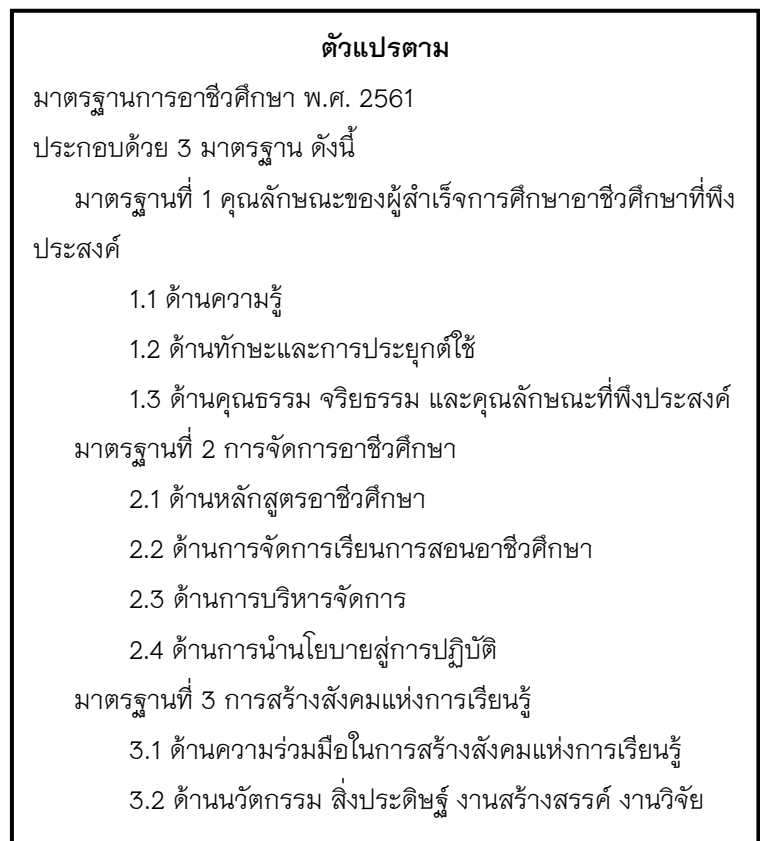 ตัวแปรตาม
มาตรฐานการอาชีวศึกษา พ.ศ. 2561
ประกอบด้วย 3 มาตรฐาน ดังนี้
มาตรฐานที่ 1 คุณลักษณะของผู้สำเร็จการศึกษาอาชีวศึกษาที่พึง
ประสงค์
1.1 ด้านความรู้
1.2 ด้านทักษะและการประยุกต์ใช้
1.3 ด้านคุณธรรม จริยธรรม และคุณลักษณะที่พึงประสงค์
มาตรฐานที่ 2 การจัดการอาชีวศึกษา
2.1 ด้านหลักสูตรอาชีวศึกษา
2.2 ด้านการจัดการเรียนการสอนอาชีวศึกษา
2.3 ด้านการบริหารจัดการ
2.4 ด้านการนำนโยบายสู่การปฏิบัติ
มาตรฐานที่ 3 การสร้างสังคมแห่งการเรียนรู้
3.1 ด้านความร่วมมือในการสร้างสังคมแห่งการเรียนรู้
3.2 ด้านนวัตกรรม สิ่งประดิษฐ์ งานสร้างสรรค์ งานวิจัย